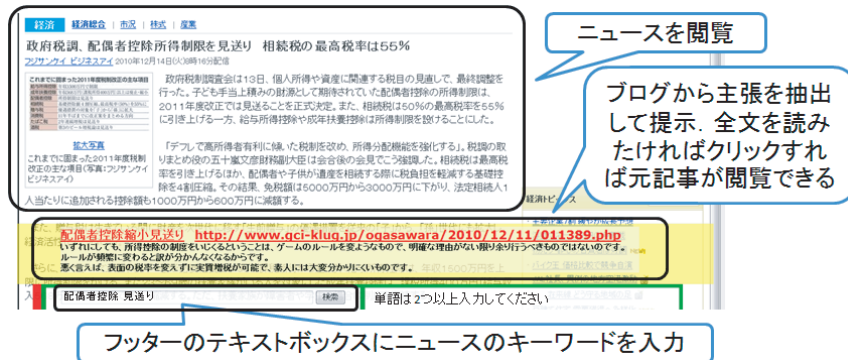 経済 経済総合 | 市況 | 株式 | 産業
政府税調、配偶者控除所得制限を見送り 相続税の最高税率は55%
フジサンケイ ビジネスアイ 2010年12月14日(火)8時16分配信
これまでに固まった2011年度税制改正の主な項目
拡大写真
これまでに固まった2011年度税制
改正の主な項目(写真:フジサンケイ
ビジネスアイ)
政府税制調査会は13日、個人所得や資産に関連する税目の見直しで、最終調整を
行った。子ども手当上積みの財源として期待されていた配偶者控除の所得制限は、
2011年度改正では見送ることを正式決定。また、相続税は50%の最高税率を55%
に引き上げる一方、給与所得控除や成年扶養控除は所得制限を設けることにした。
「デフレで高所得者有利に傾いた税制を改め、所得分配機能を強化する」。税調の取
りまとめ役の五十嵐文彦財務副大臣は会合後の会見でこう強調した。相続税は最高税
率を引き上げるほか、配偶者や子供が遺産を相続する際に税負担を軽減する基礎控
除を4割圧縮。その結果、免税額は5000万円から3000万円に下がり、法定相続人1
人当たりに追加される控除額も1000万円から600万円に減額する。
経済トピックス
配偶者控除縮小見送り http://www.gci-klug.jp/ogasawara/2010/12/11/011389.php
いずれにしても、所得控除の制度をいじるということは、ゲームのルールを変えようなもので、明確な理由がない限り余り行うべきものではないのです。
ルールが頻繁に変わると訳が分かんなくなるからです。
悪く言えば、表面の税率を変えずに実質増税が可能で、素人には大変分かりにくいものです。
配偶者控除 見送り 検索 単語は2つ以上入力してください
ニュースを閲覧
ブログから主張を抽出
して提示．全文を読み
たければクリックすれ
ば元記事が閲覧できる
フッターのテキストボックスにニュースのキーワードを入力